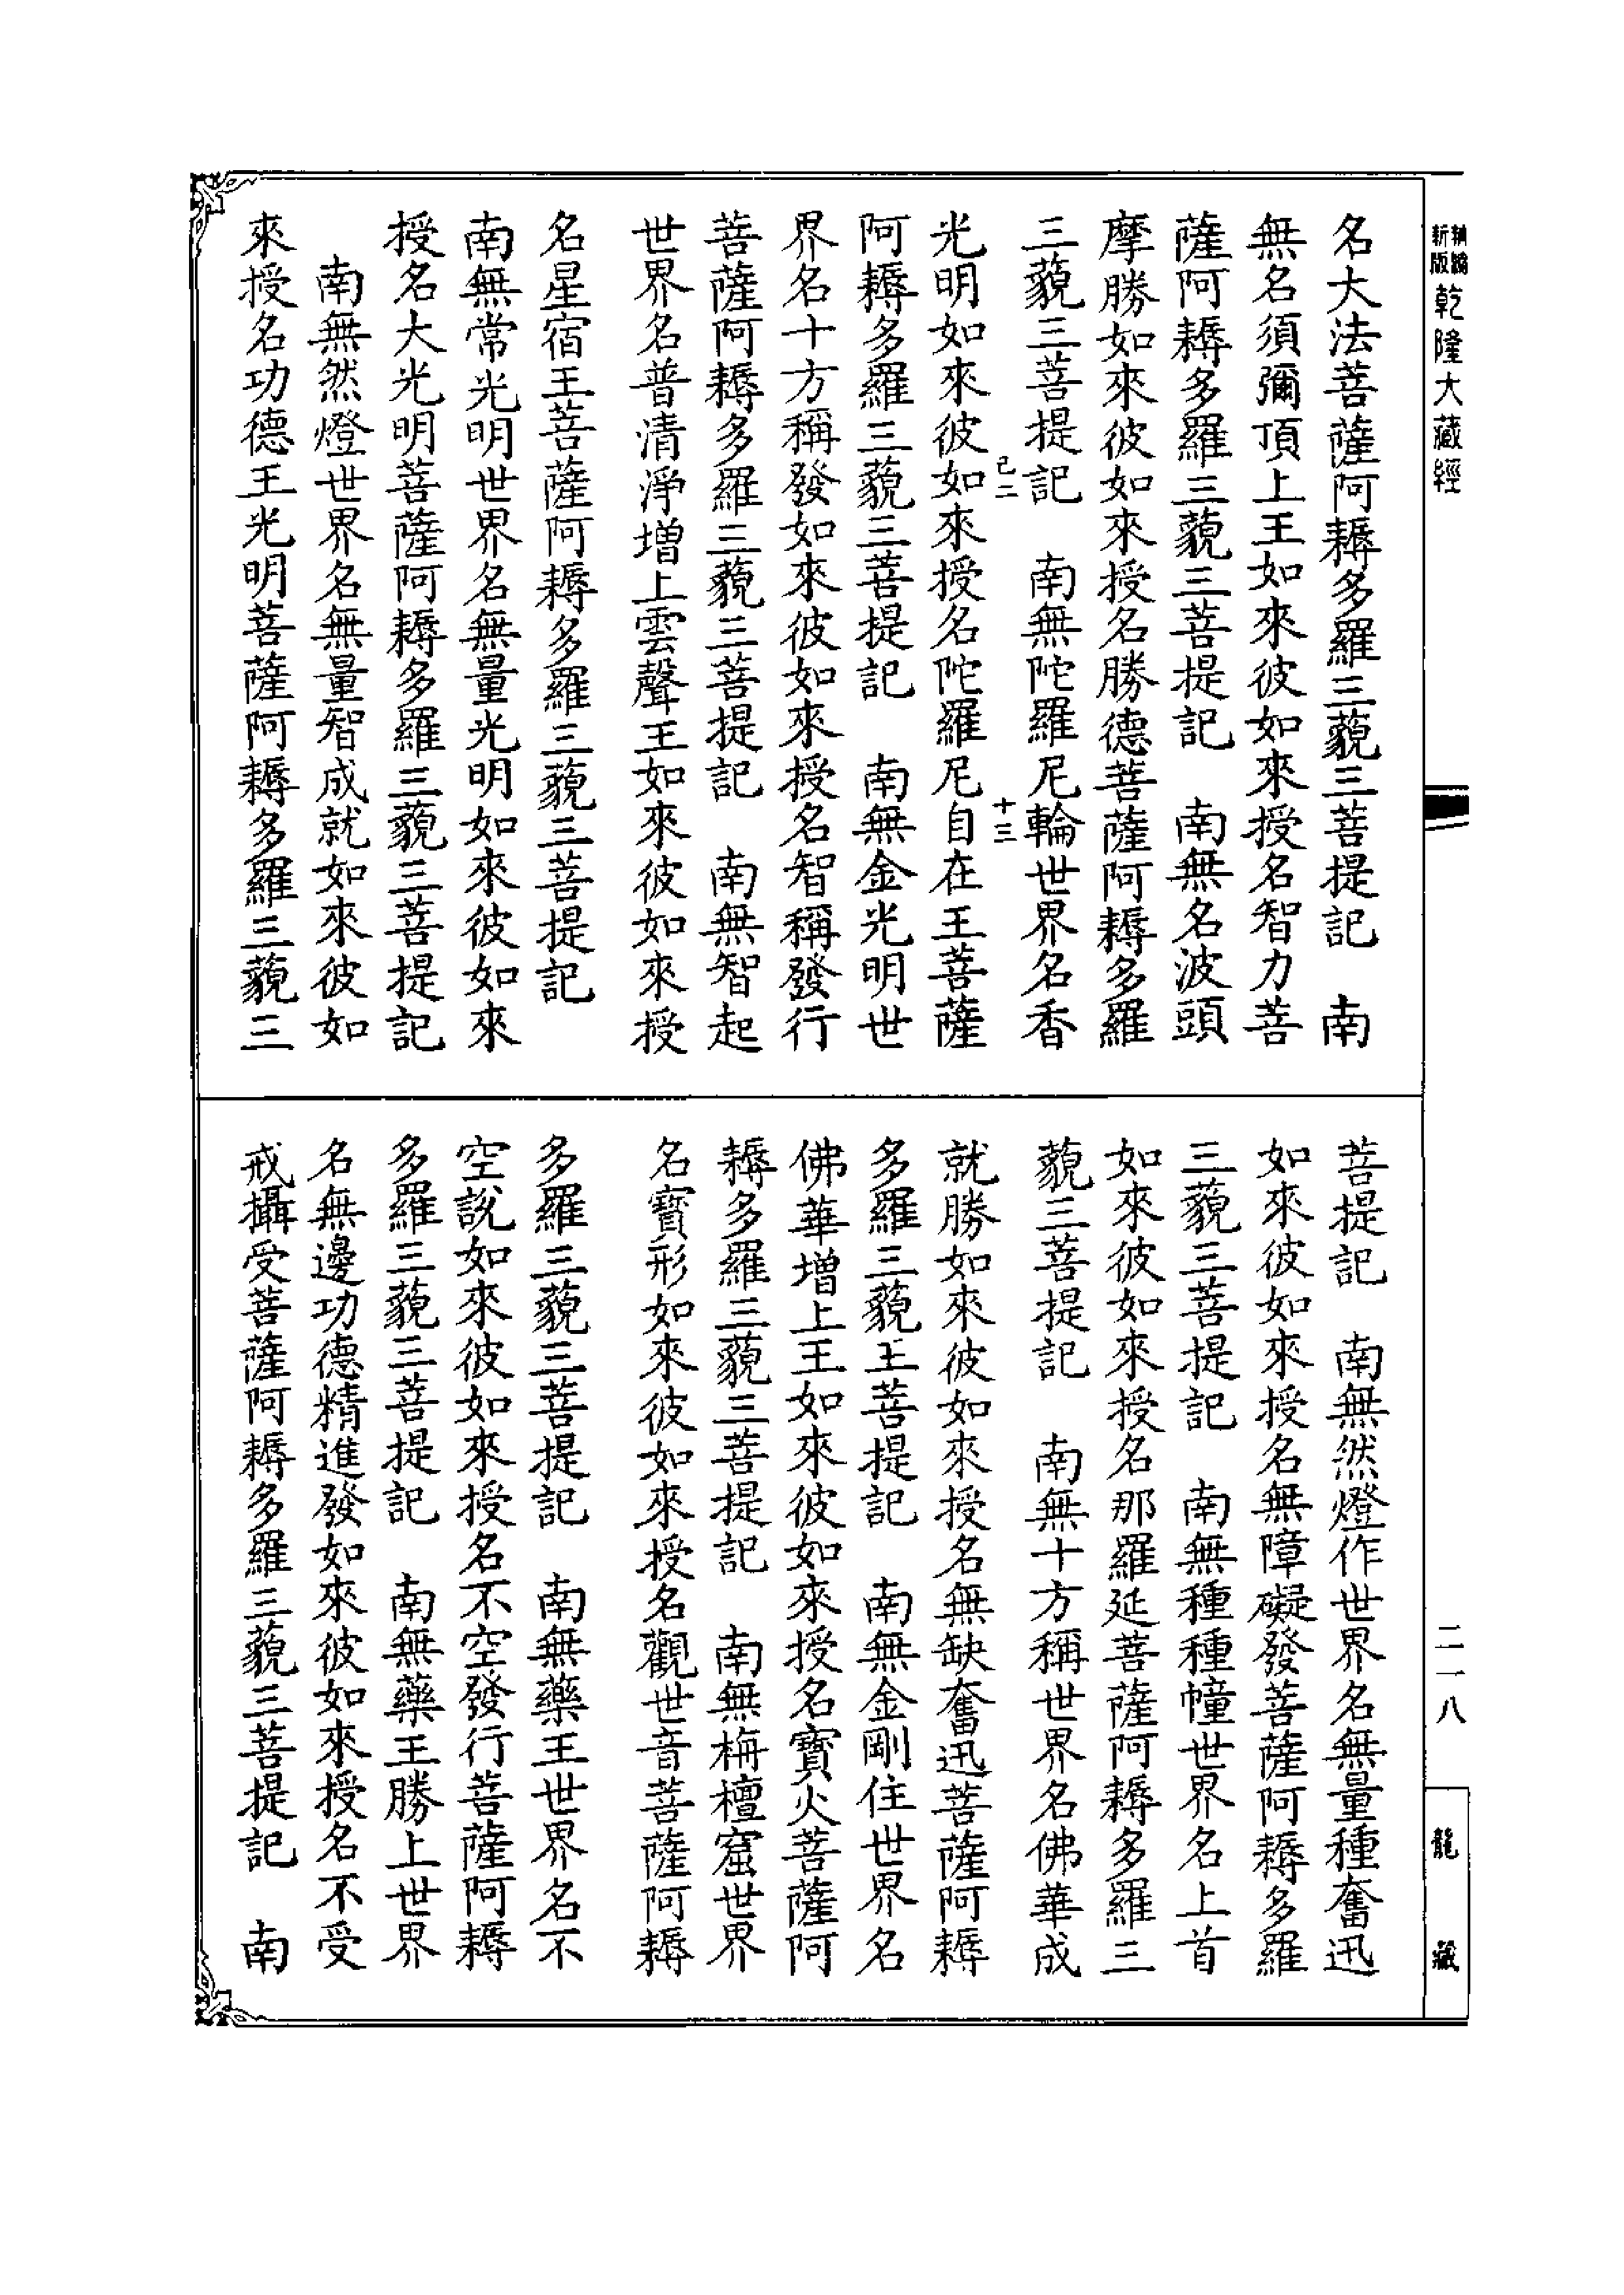 新編
新版
乾隆大藏經
名大法菩薩阿耨多羅三藐三菩提記　南
無名須彌頂上王如來彼如來授名智力菩
薩阿耨多羅三藐三菩提記　南無名波頭
摩勝如來彼如來授名勝德菩薩阿耨多羅
三藐三菩提記　南無陀羅尼輪世界名香
己二　十三
光明如來彼如來授名陀羅尼自在王菩薩
阿耨多羅三藐三菩提記　南無金光明世
界名十方稱發如來彼如來授名智稱發行
菩薩阿耨多羅三藐三菩提記　南無智起
世界名普清淨增上雲聲王如來彼如來授
名星宿王菩薩阿耨多羅三藐三菩提記
南無常光明世界名無量光明如來彼如來
授名大光明菩薩阿耨多羅三藐三菩提記
南無然燈世界名無量智成就如來彼如
來授名功德王光明菩薩阿耨多羅三藐三
菩提記　南無然燈作世界名無量種奮迅
如來彼如來授名無障礙發菩薩阿耨多羅
三藐三菩提記　南無種種幢世界名上首
如來彼如來授名那羅延菩薩阿耨多羅三
藐三菩提記　南無十方稱世界名佛華成
就勝如來彼如來授名無缺奮迅菩薩阿耨
多羅三藐王菩提記　南無金剛住世界名
佛華增上王如來彼如來授名寶火菩薩阿
耨多羅三藐三菩提記　南無栴檀窟世界
名寶形如來彼如來授名觀世音菩薩阿耨
多羅三藐三菩提記　南無藥王世界名不
空說如來彼如來授名不空發行菩薩阿耨
多羅三藐三菩提記　南無藥王勝上世界
名無邊功德精進發如來彼如來授名不受
戒攝受菩薩阿耨多羅三藐三菩提記　南
二一八
龍藏